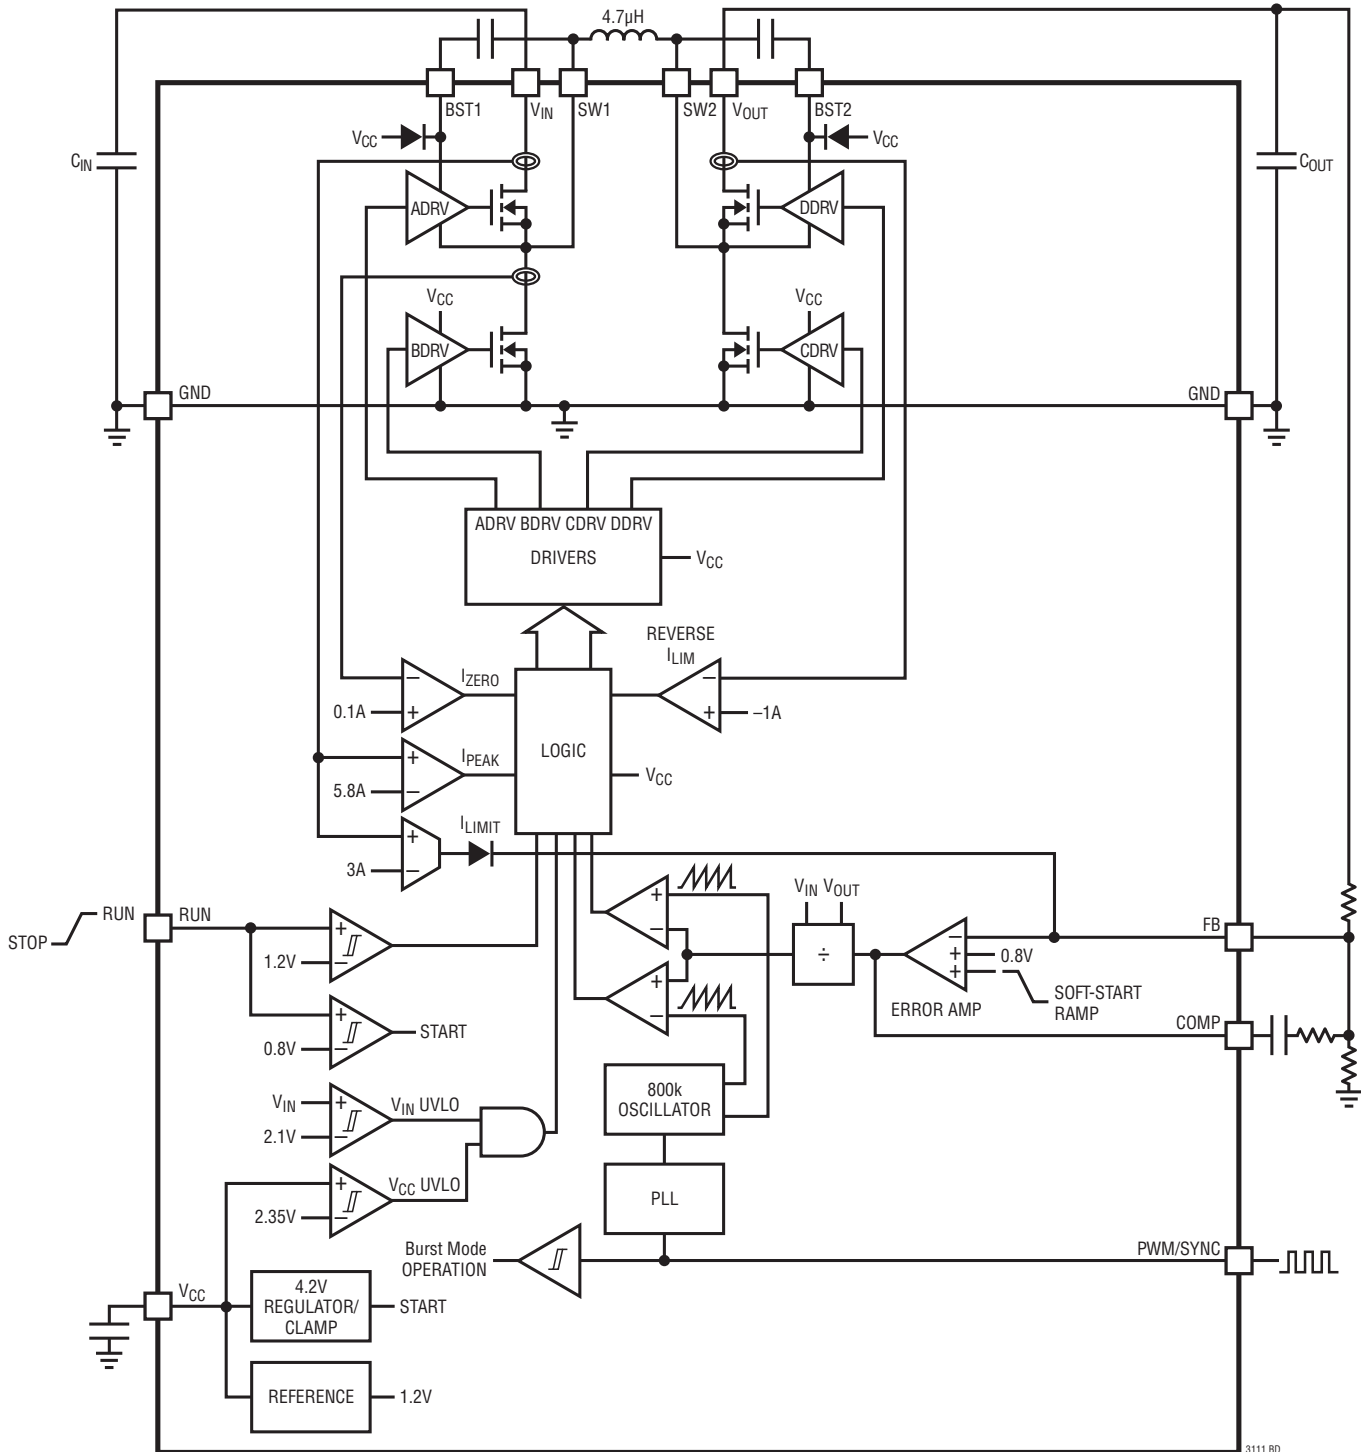 4.7µH
BST1
VIN
SW1
SW2
VOUT
BST2
VCC
VCC
CIN
COUT
ADRV
DDRV
VCC
VCC
BDRV
CDRV
GND
GND
ADRV BDRV CDRV DDRV
DRIVERS
VCC
REVERSE
ILIM
–
+
–1A
–
+
0.1A
IZERO
LOGIC
VCC
+
–
5.8A
IPEAK
+
–
3A
ILIMIT
STOP
RUN
RUN
+
–
1.2V
+
–
0.8V
START
+
–
+
–
VIN VOUT
÷
–
+
+
0.8V
ERROR AMP
SOFT-START
RAMP
FB
COMP
VIN
2.1V
+
–
VIN UVLO
800k
OSCILLATOR
+
–
2.35V
VCC UVLO
PLL
Burst Mode
OPERATION
PWM/SYNC
VCC
4.2V
REGULATOR/
CLAMP
START
REFERENCE
1.2V
3111 BD